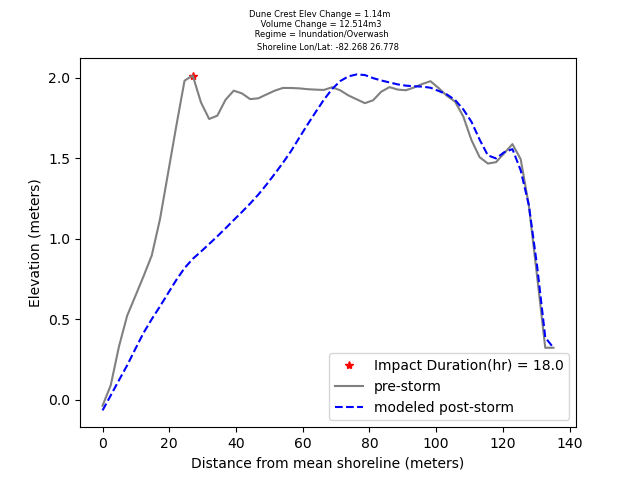 Dune Crest Elev Change = 1.14m
Volume Change = 12.514m3
Regime = Inundation/Overwash
Shoreline Lon/Lat: -82.268 26.778
2.0
1.5
1.0
0.5
0.0
Elevation (meters)
Impact Duration(hr) = 18.0
pre-storm
modeled post-storm
0 20 40 60 80 100 120 140
Distance from mean shoreline (meters)